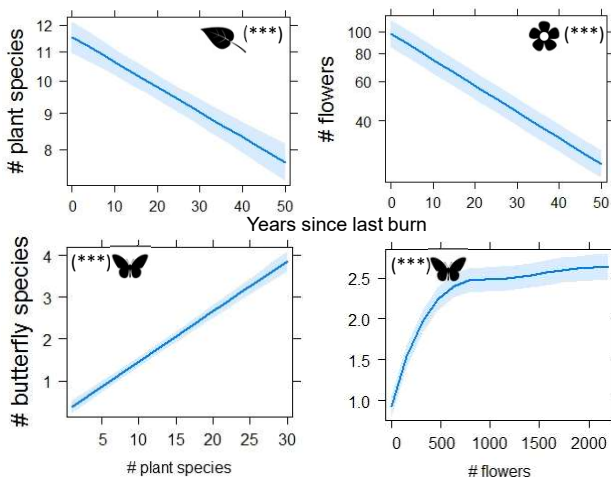 # plant species
12
11
10
9
8
(***)
0 10 20 30 40 50
# flowers
100
80
60
40
(***)
0 10 20 30 40 50
Years since last burn
# butterfly species
4
3
2
1
(***)
5 10 15 20 25 30
# plant species
2.5
2.0
1.5
1.0
(***)
0 500 1000 1500 2000
# flowers